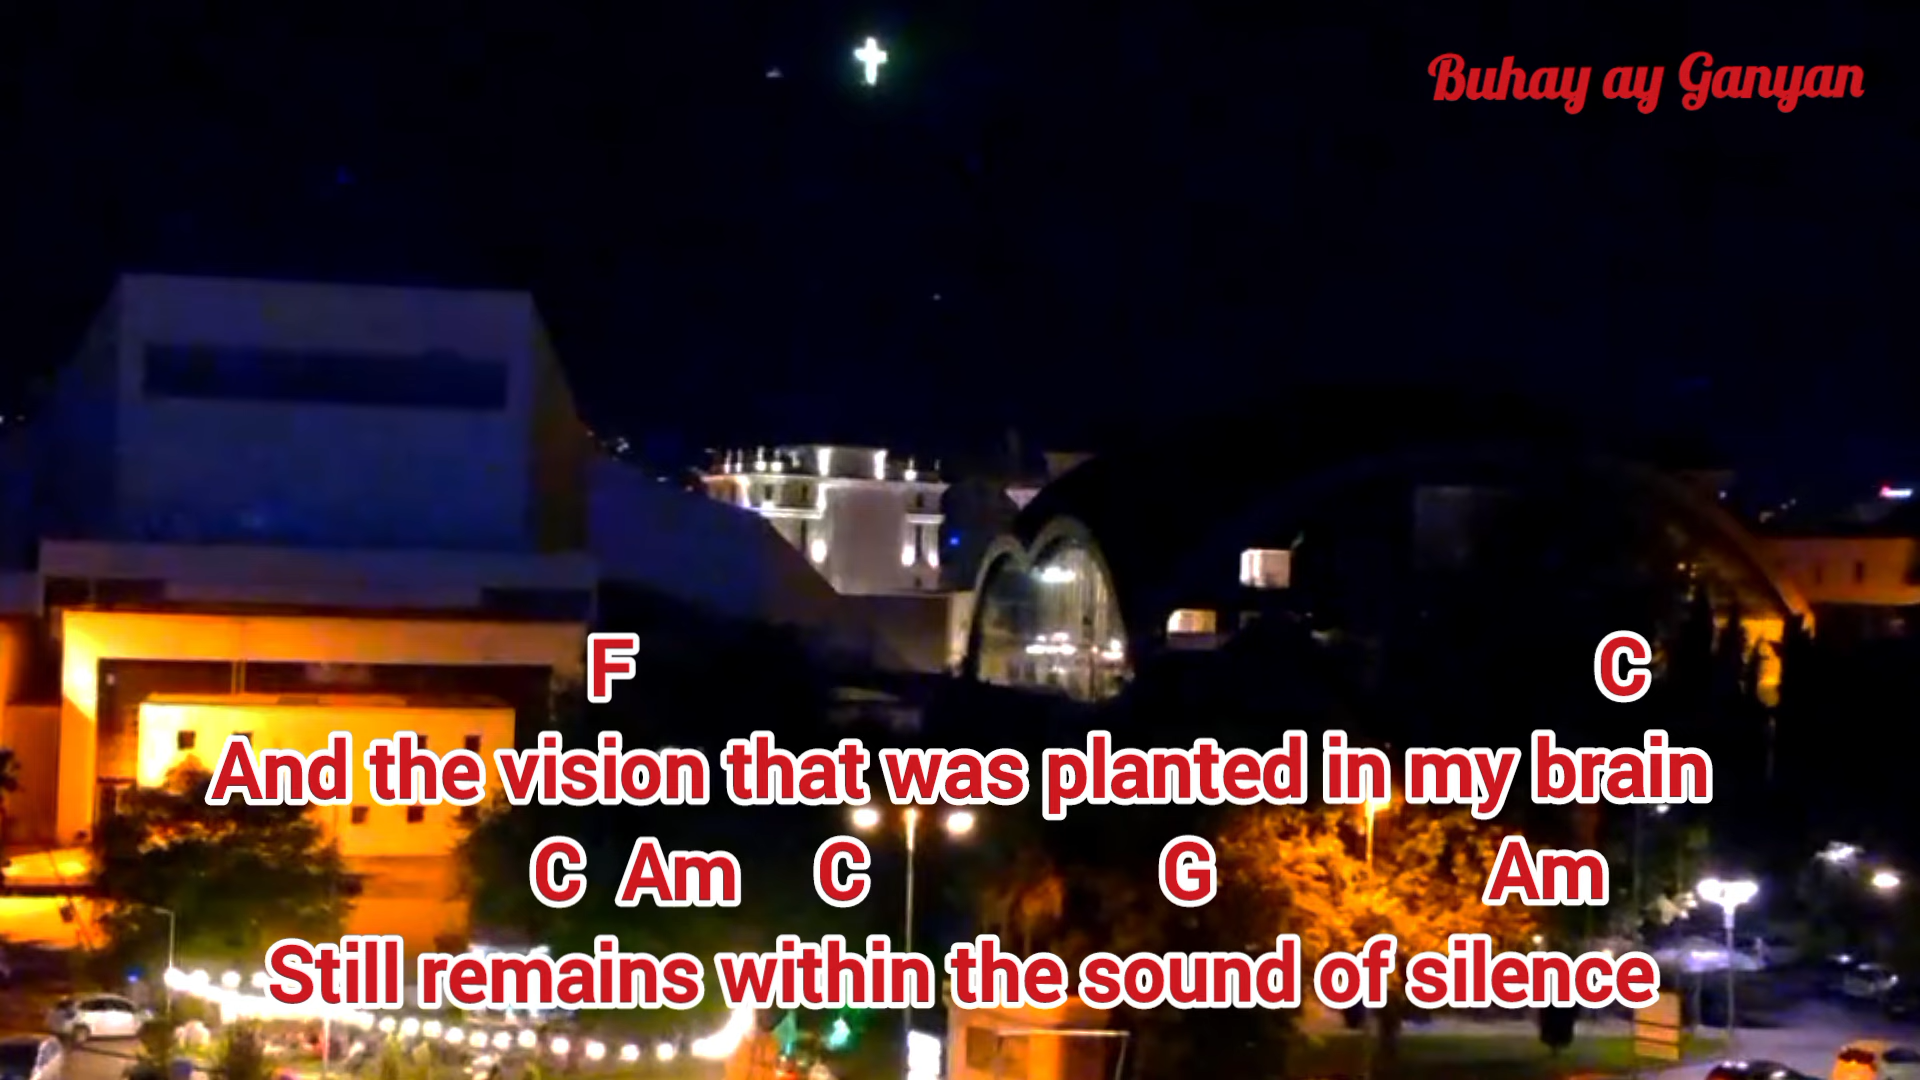 Buhay ay Ganyan
F C
And the vision that was planted in my brain
C Am C G Am
Still remains within the sound of silence